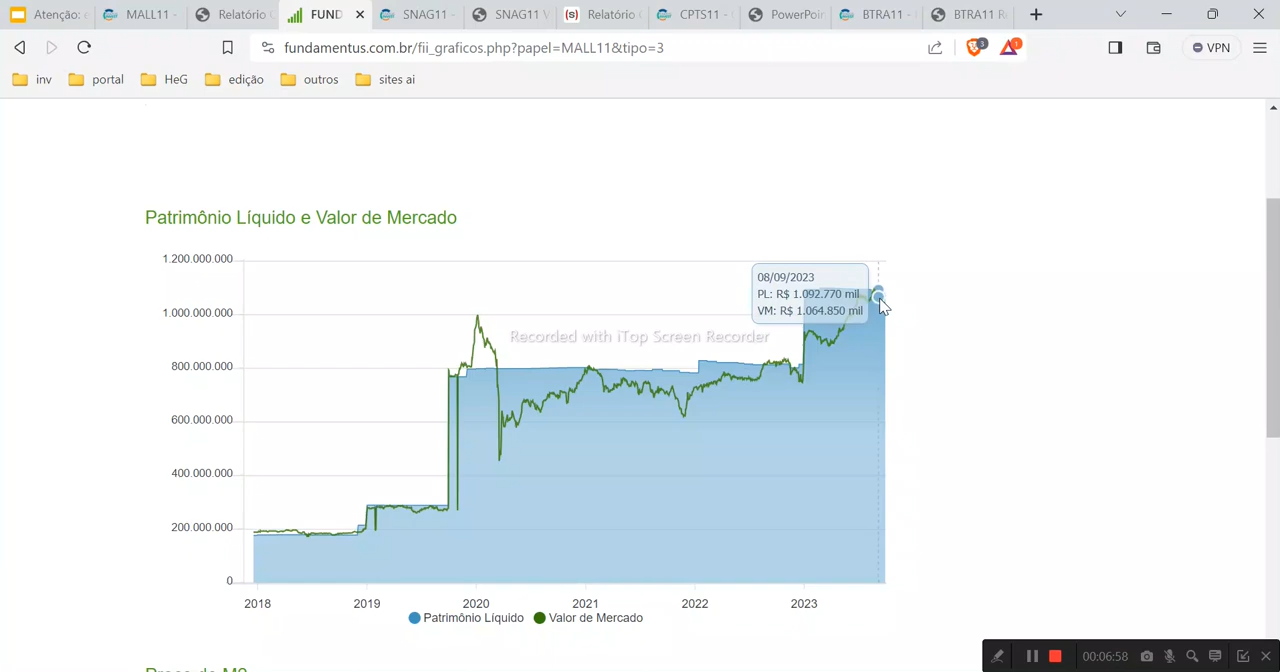 Atenção: e
MALL11 -
Relatório G
FUND
SNAG11 -
SNAG11 V
Relatório G
CPTS11 - C
PowerPoin
BTRA11 -
BTRA11 Re
fundamentus.com.br/fii_graficos.php?papel=MALL11&tipo=3
3
1
VPN
inv
portal
HeG
edição
outros
sites ai
Patrimônio Líquido e Valor de Mercado
1.200.000.000
08/09/2023
PL: R$ 1.092.770 mil
VM: R$ 1.064.850 mil
1.000.000.000
Recorded with iTop Screen Recorder
800.000.000
600.000.000
400.000.000
200.000.000
0
2018 2019 2020 2021 2022 2023
Patrimônio Líquido Valor de Mercado
00:06:58